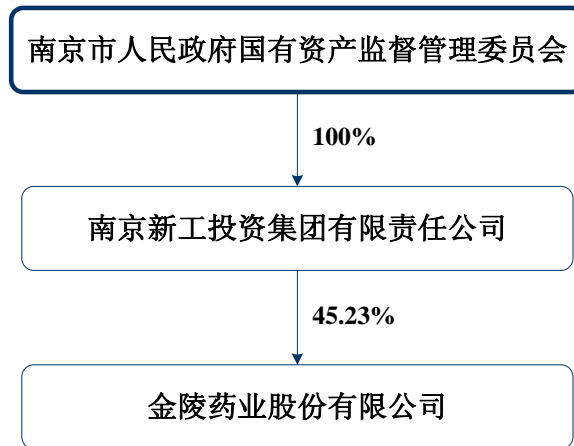 南京市人民政府国有资产监督管理委员会
100%
南京新工投资集团有限责任公司
45.23%
金陵药业股份有限公司